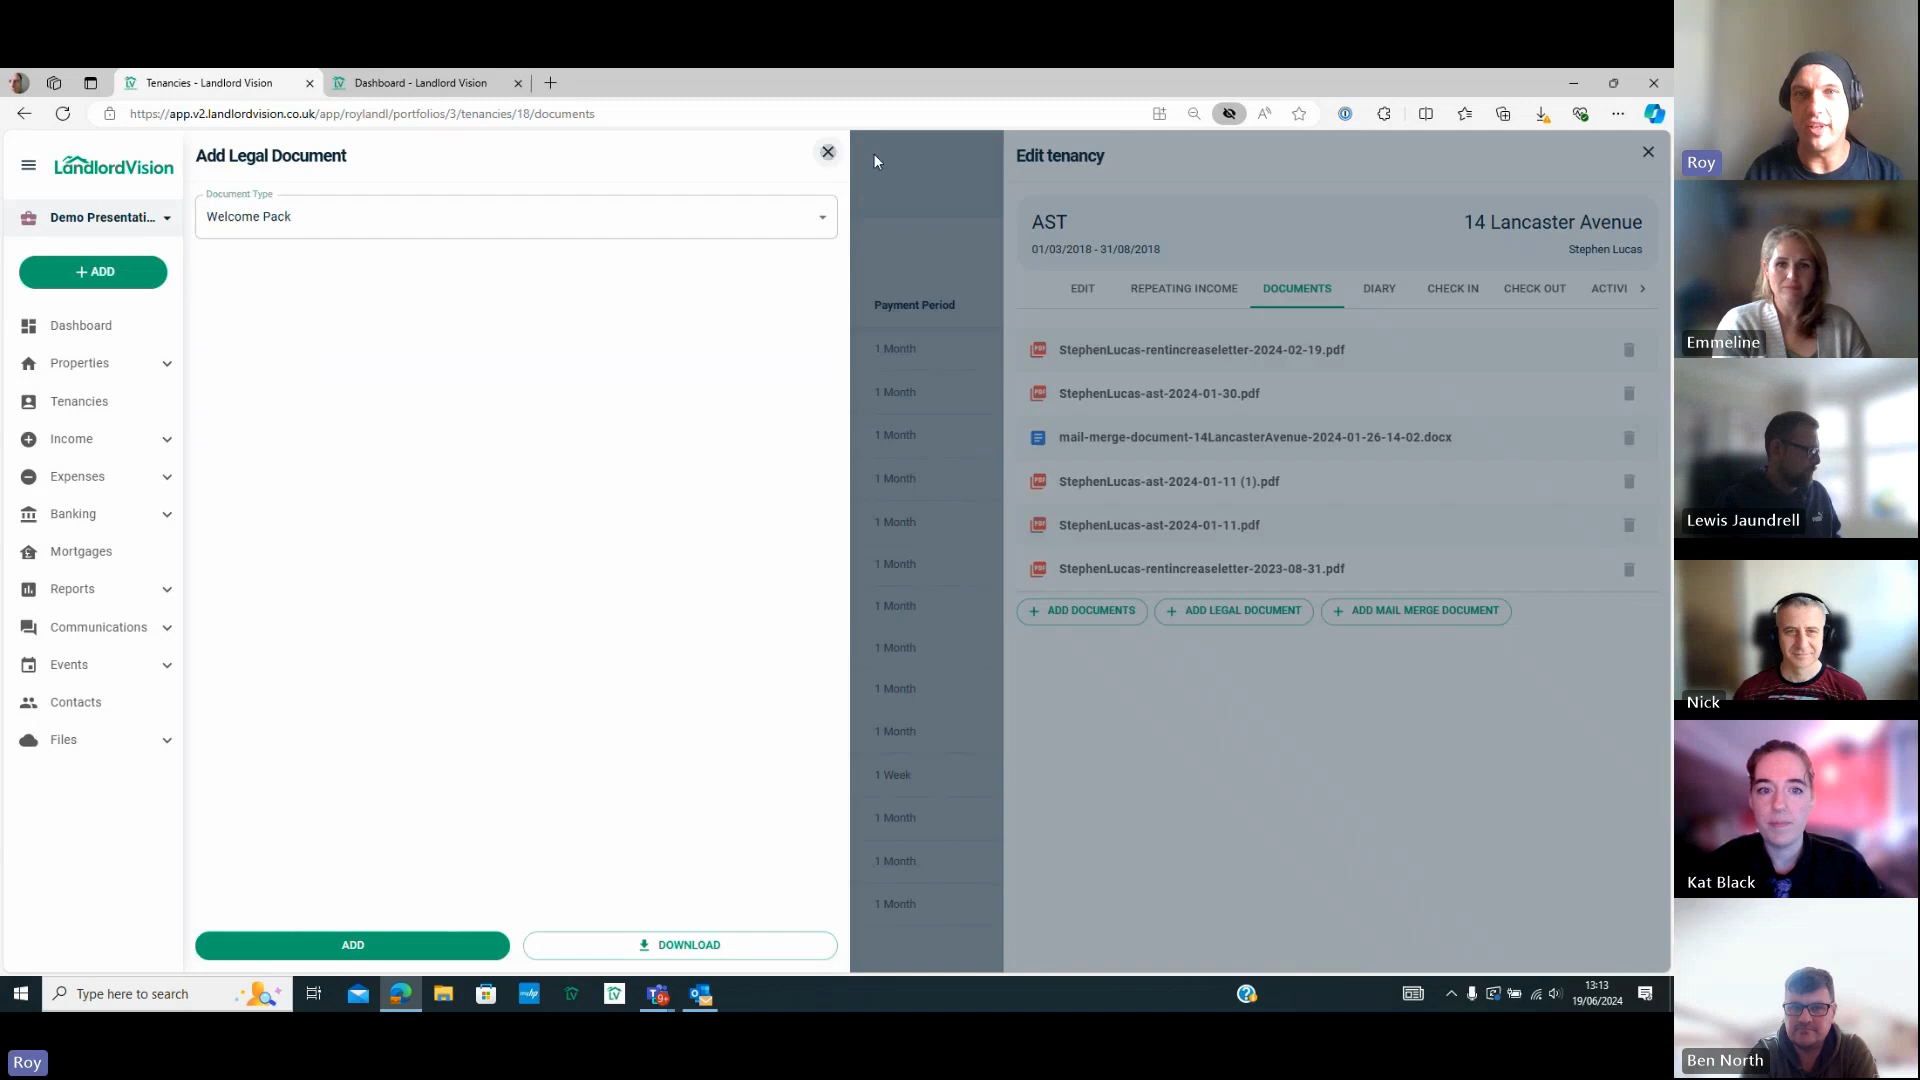 Tenancies - Landlord Vision
Dashboard - Landlord Vision
https://app.v2.landlordvision.co.uk/app/roylandl/portfolios/3/tenancies/18/documents
LandlordVision
Demo Presentati...
+ ADD
Dashboard
Properties
Tenancies
Income
Expenses
Banking
Mortgages
Reports
Communications
Events
Contacts
Files
Add Legal Document
Document Type
Welcome Pack
ADD
DOWNLOAD
Payment Period
1 Month
1 Month
1 Month
1 Month
1 Month
1 Month
1 Month
1 Month
1 Month
1 Month
1 Week
1 Month
1 Month
1 Month
Edit tenancy
AST
14 Lancaster Avenue
01/03/2018 - 31/08/2018
Stephen Lucas
EDIT REPEATING INCOME DOCUMENTS DIARY CHECK IN CHECK OUT ACTIVI
StephenLucas-rentincreaseletter-2024-02-19.pdf
StephenLucas-ast-2024-01-30.pdf
mail-merge-document-14LancasterAvenue-2024-01-26-14-02.docx
StephenLucas-ast-2024-01-11 (1).pdf
StephenLucas-ast-2024-01-11.pdf
StephenLucas-rentincreaseletter-2023-08-31.pdf
+ ADD DOCUMENTS + ADD LEGAL DOCUMENT + ADD MAIL MERGE DOCUMENT
Type here to search
13:13
19/06/2024
Roy
Roy
Emmeline
Lewis Jaundrell
Nick
Kat Black
Ben North